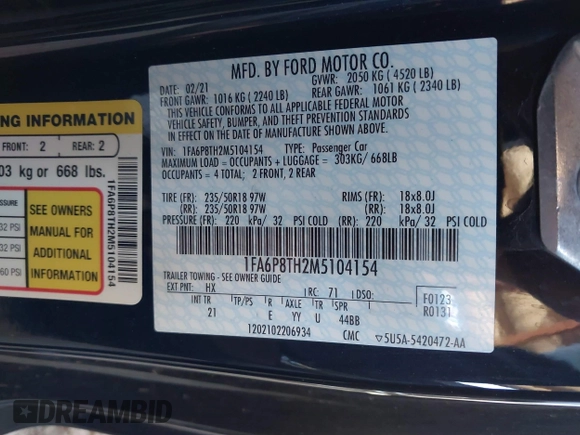 MFD. BY FORD MOTOR CO.
02/21 GVWR: 2050 KG (4520 LB)
FRONT GAWR: 1016 KG (2240 LB) REAR GAWR: 1061 KG (2340 LB)
THIS VEHICLE CONFORMS TO ALL APPLICABLE FEDERAL MOTOR
VEHICLE SAFETY, BUMPER, AND THEFT PREVENTION STANDARDS
IN EFFECT ON THE DATE OF MANUFACTURE SHOWN ABOVE.
VIN: 1FA6P8TH2M5104154 TYPE: Passenger Car
MAXIMUM LOAD = OCCUPANTS + LUGGAGE = 303KG/ 668LB
OCCUPANTS = 4 TOTAL; 2 FRONT, 2 REAR
TIRE (FR): 235/50R18 97W RIMS (FR): 18x8.0J
(RR): 235/50R18 97W (RR): 18x8.0J
PRESSURE (FR): 220 kPa/ 32 PSI COLD (RR): 220 kPa/ 32 PSI COLD
1FA6P8TH2M5104154
TRAILER TOWING - SEE OWNER GUIDE
EXT PNT: HX RC: 71 DSO:
INT TR TP/PS R AXLE TR SPR
21 E YY U 44BB
F0123
R0131
1202102206934 CMC 5U5A-5420472-AA
NG INFORMATION
FRONT: 2 REAR: 2
03 kg or 668 lbs.
SSURE
32 PSI
32 PSI
60 PSI
SEE OWNERS
MANUAL FOR
ADDITIONAL
INFORMATION
1FA6P8TH2M5104154
DREAMBID